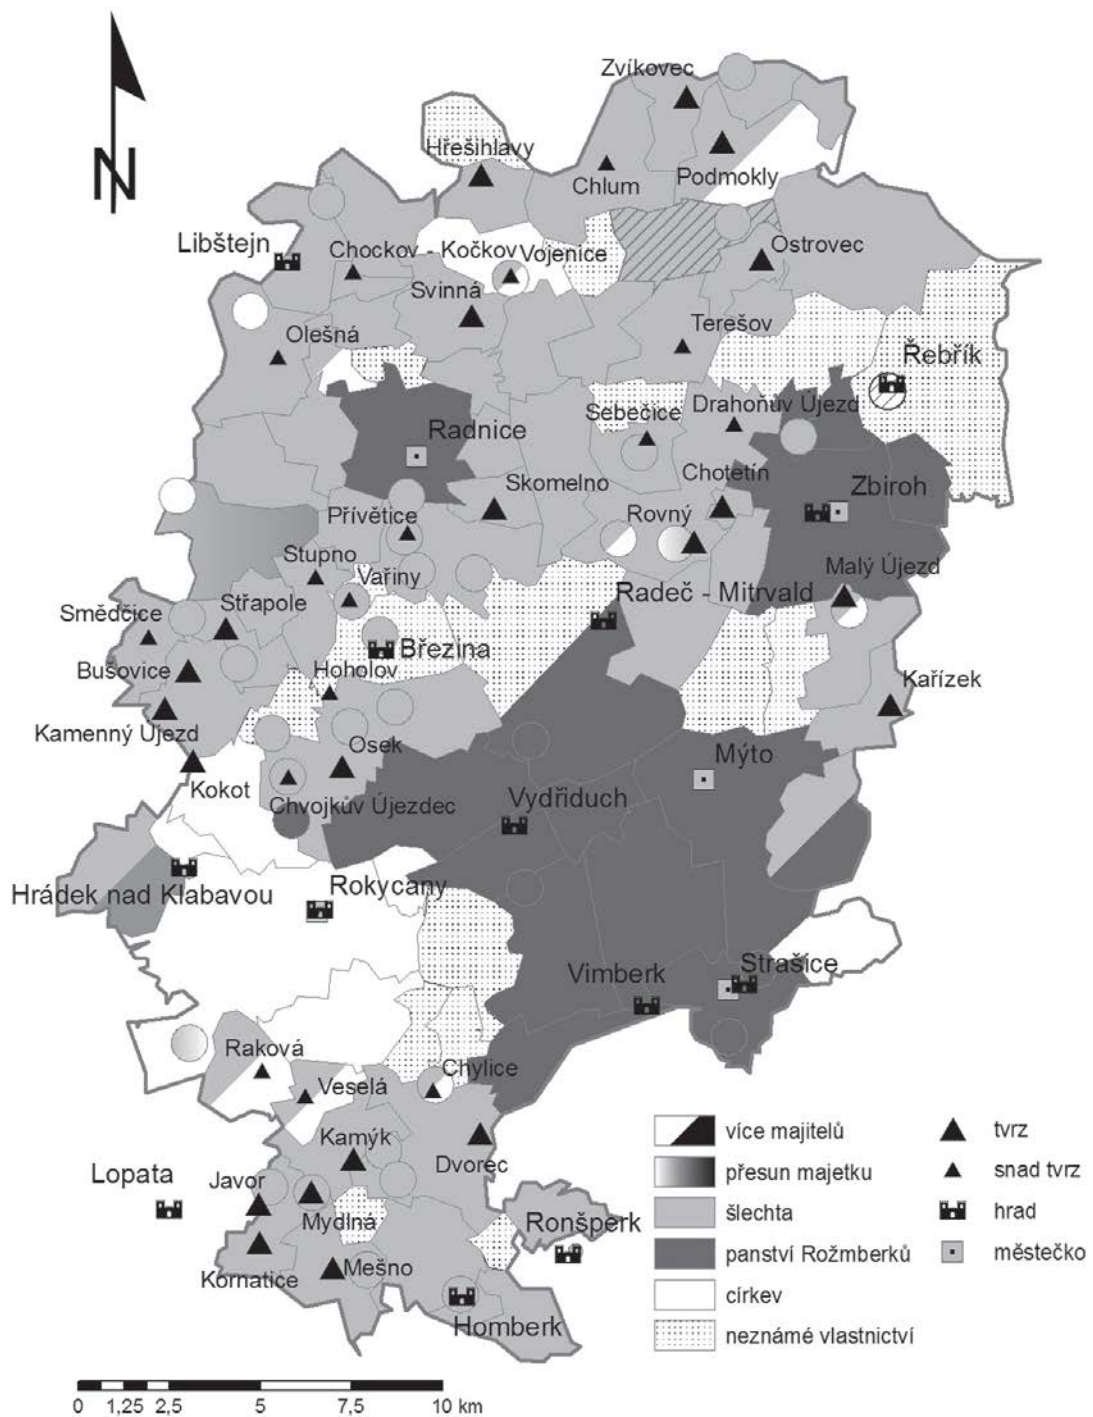 Zvíkovec
N
Hřešihlavy
Chlum
Podmokly
Libštejn
Chockov - Kočkov
Vojenice
Ostrovec
Svinná
Olešná
Terešov
Řebřík
Radnice
Sebečice
Drahoňův Újezd
Skomelno
Chotětín
Zbiroh
Přívětice
Rovný
Stupno
Vařiny
Malý Újezd
Smědčice
Střapole
Radeč - Mitrvald
Březina
Bušovice
Hoholov
Kařízek
Kamenný Újezd
Osek
Mýto
Kokot
Chvojkův Újezdec
Vydřiduch
Hrádek nad Klabavou
Rokycany
Vimberk
Strašice
Raková
Veselá
Chylice
Kamýk
Dvorec
Lopata
Javor
Mydlná
Ronšperk
Kornatice
Mešno
Homberk
více majitelů
přesun majetku
šlechta
panství Rožmberků
církev
neznámé vlastnictví
tvrz
snad tvrz
hrad
městečko
0 1,25 2,5 5 7,5 10 km